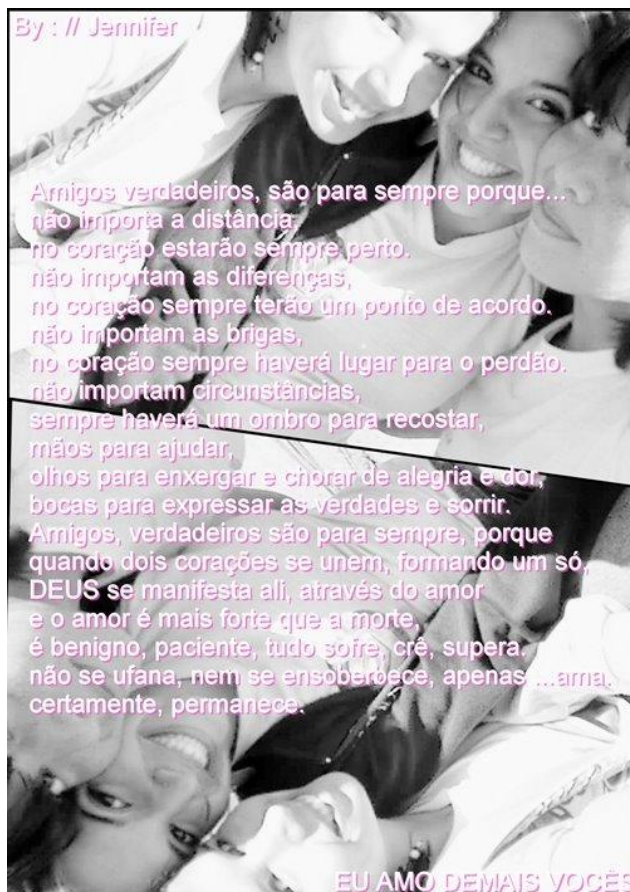 By : // Jennifer
Amigos verdadeiros, são para sempre porque...
não importa a distância,
no coração estarão sempre perto.
não importam as diferenças,
no coração sempre terão um ponto de acordo.
não importam as brigas,
no coração sempre haverá lugar para o perdão.
não importam circunstâncias,
sempre haverá um ombro para recostar,
mãos para ajudar,
olhos para enxergar e chorar de alegria e dor,
bocas para expressar as verdades e sorrir.
Amigos, verdadeiros são para sempre, porque
quando dois corações se unem, formando um só,
DEUS se manifesta ali, através do amor
e o amor é mais forte que a morte,
é benigno, paciente, tudo sofre, crê, supera.
não se ufana, nem se ensoberbece, apenas ...ama.
certamente, permanece.
EU AMO DEMAIS VOCÊS